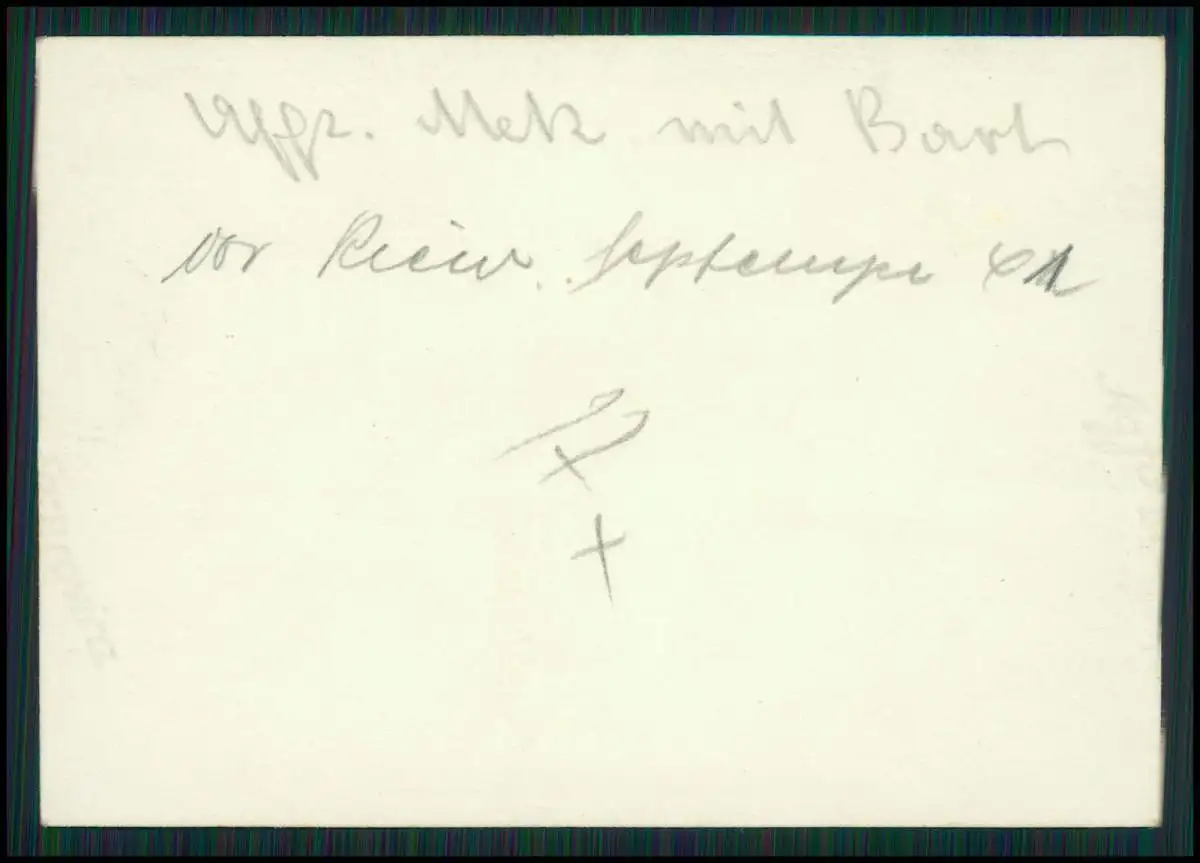 Uffz. Metz mit Bart
vor Kiew. September 41